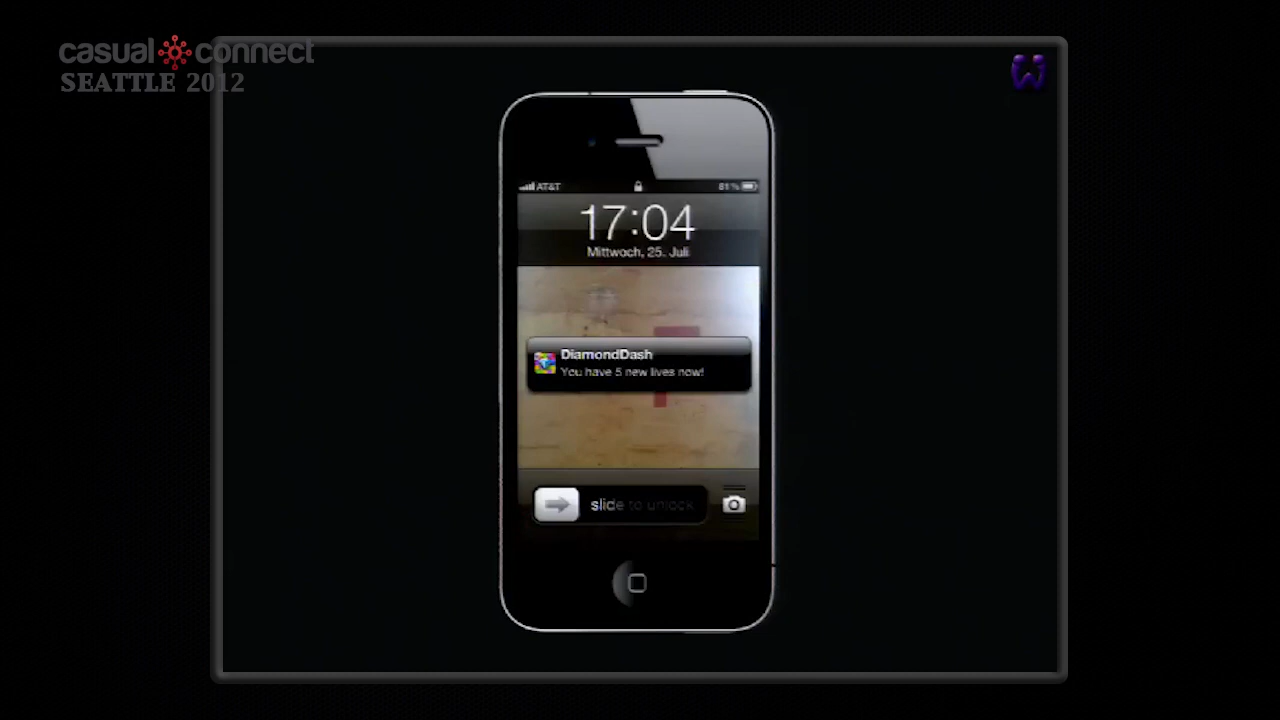 casual connect
SEATTLE 2012
AT&T
81%
17:04
Mittwoch, 25. Juli
DiamondDash
You have 5 new lives now!
slide to unlock